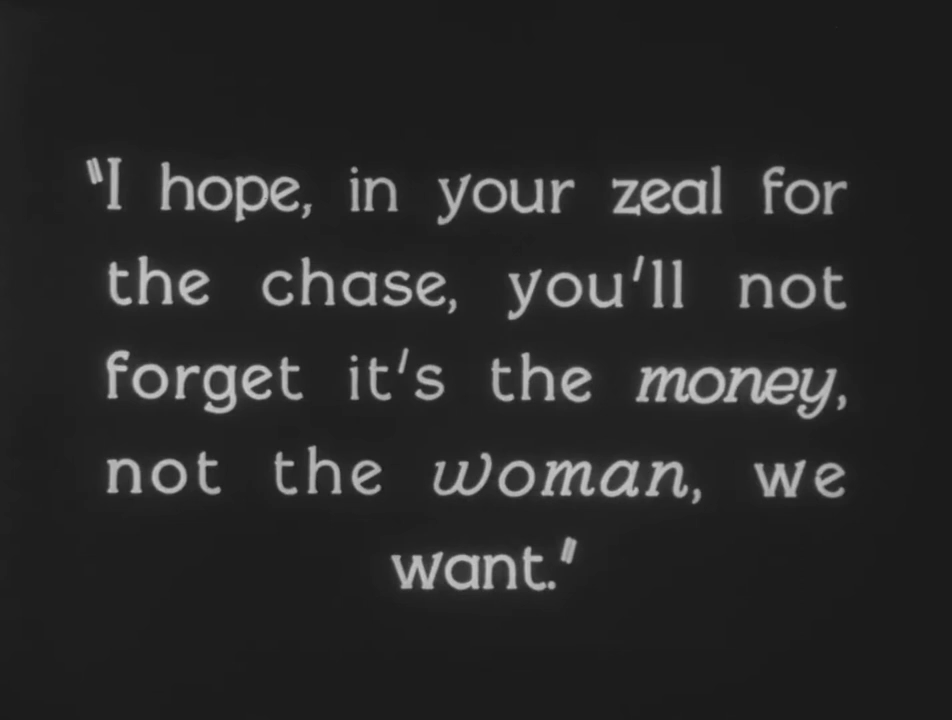 "I hope, in your zeal for
the chase, you'll not
forget it's the money,
not the woman, we
want."